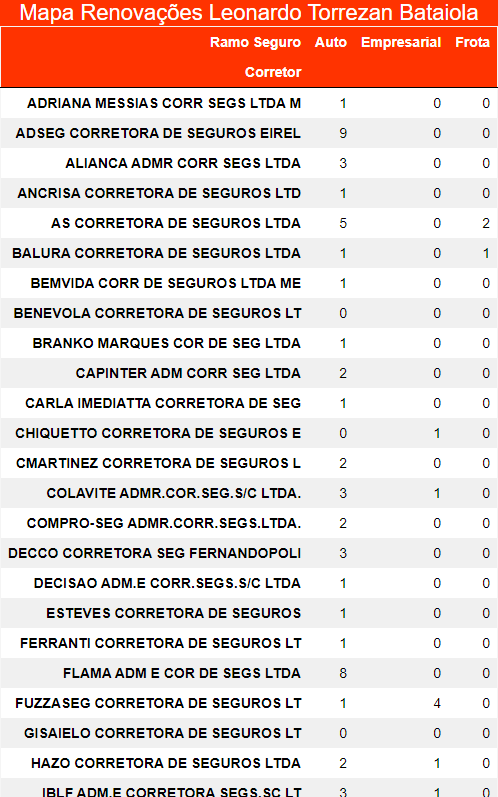 Mapa Renovações Leonardo Torrezan Bataiola
Ramo Seguro Auto Empresarial Frota
Corretor
ADRIANA MESSIAS CORR SEGS LTDA M 1 0 0
ADSEG CORRETORA DE SEGUROS EIREL 9 0 0
ALIANCA ADMR CORR SEGS LTDA 3 0 0
ANCRISA CORRETORA DE SEGUROS LTD 1 0 0
AS CORRETORA DE SEGUROS LTDA 5 0 2
BALURA CORRETORA DE SEGUROS LTDA 1 0 1
BEMVIDA CORR DE SEGUROS LTDA ME 1 0 0
BENEVOLA CORRETORA DE SEGUROS LT 0 0 0
BRANKO MARQUES COR DE SEG LTDA 1 0 0
CAPINTER ADM CORR SEG LTDA 2 0 0
CARLA IMEDIATTA CORRETORA DE SEG 1 0 0
CHIQUETTO CORRETORA DE SEGUROS E 0 1 0
CMARTINEZ CORRETORA DE SEGUROS L 2 0 0
COLAVITE ADMR.COR.SEG.S/C LTDA. 3 1 0
COMPRO-SEG ADMR.CORR.SEGS.LTDA. 2 0 0
DECCO CORRETORA SEG FERNANDOPOLI 3 0 0
DECISAO ADM.E CORR.SEGS.S/C LTDA 1 0 0
ESTEVES CORRETORA DE SEGUROS 1 0 0
FERRANTI CORRETORA DE SEGUROS LT 1 0 0
FLAMA ADM E COR DE SEGS LTDA 8 0 0
FUZZASEG CORRETORA DE SEGUROS LT 1 4 0
GISAIELO CORRETORA DE SEGUROS LT 0 0 0
HAZO CORRETORA DE SEGUROS LTDA 2 1 0
IBLF ADM.E CORRETORA SEGS.SC LT 3 1 0